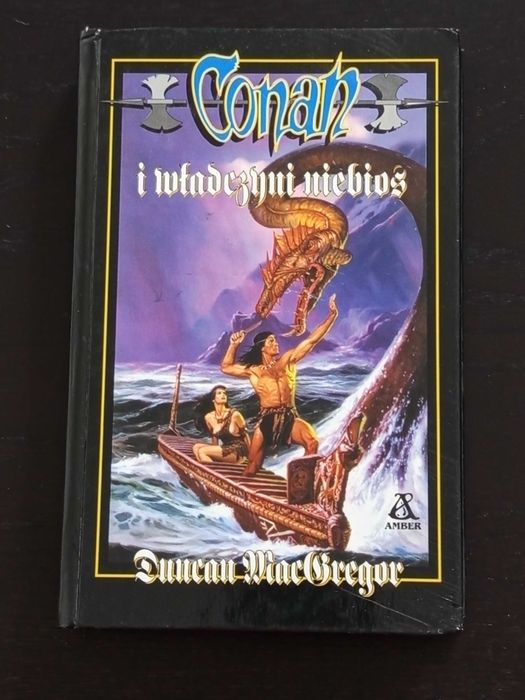 Conan
i władczyni niebios
AMBER
Duncan MacGregor